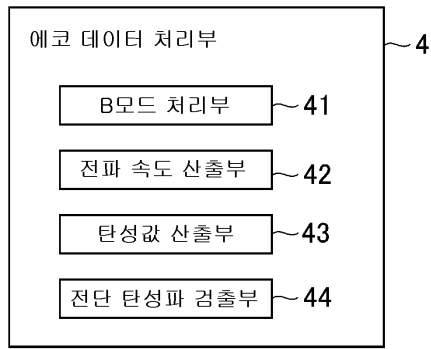 에코 데이터 처리부
4
B모드 처리부
41
전파 속도 산출부
42
탄성값 산출부
43
전단 탄성파 검출부
44